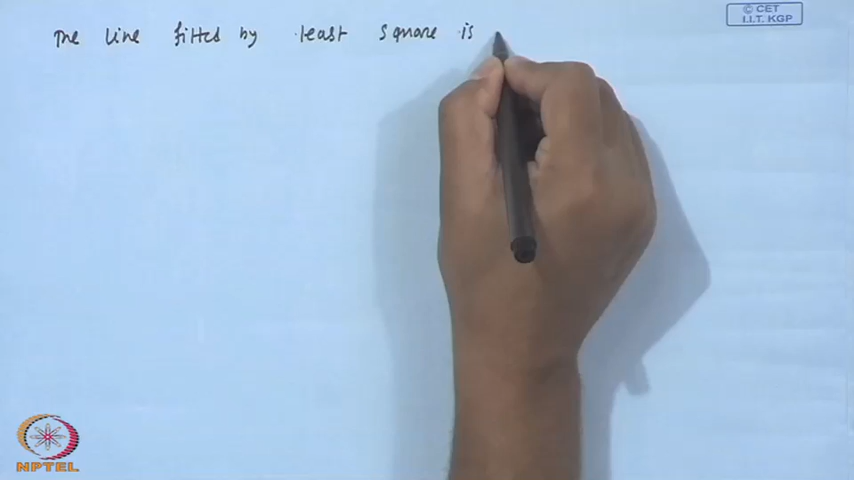 © CET
I.I.T. KGP
The line fitted by least square is
NPTEL